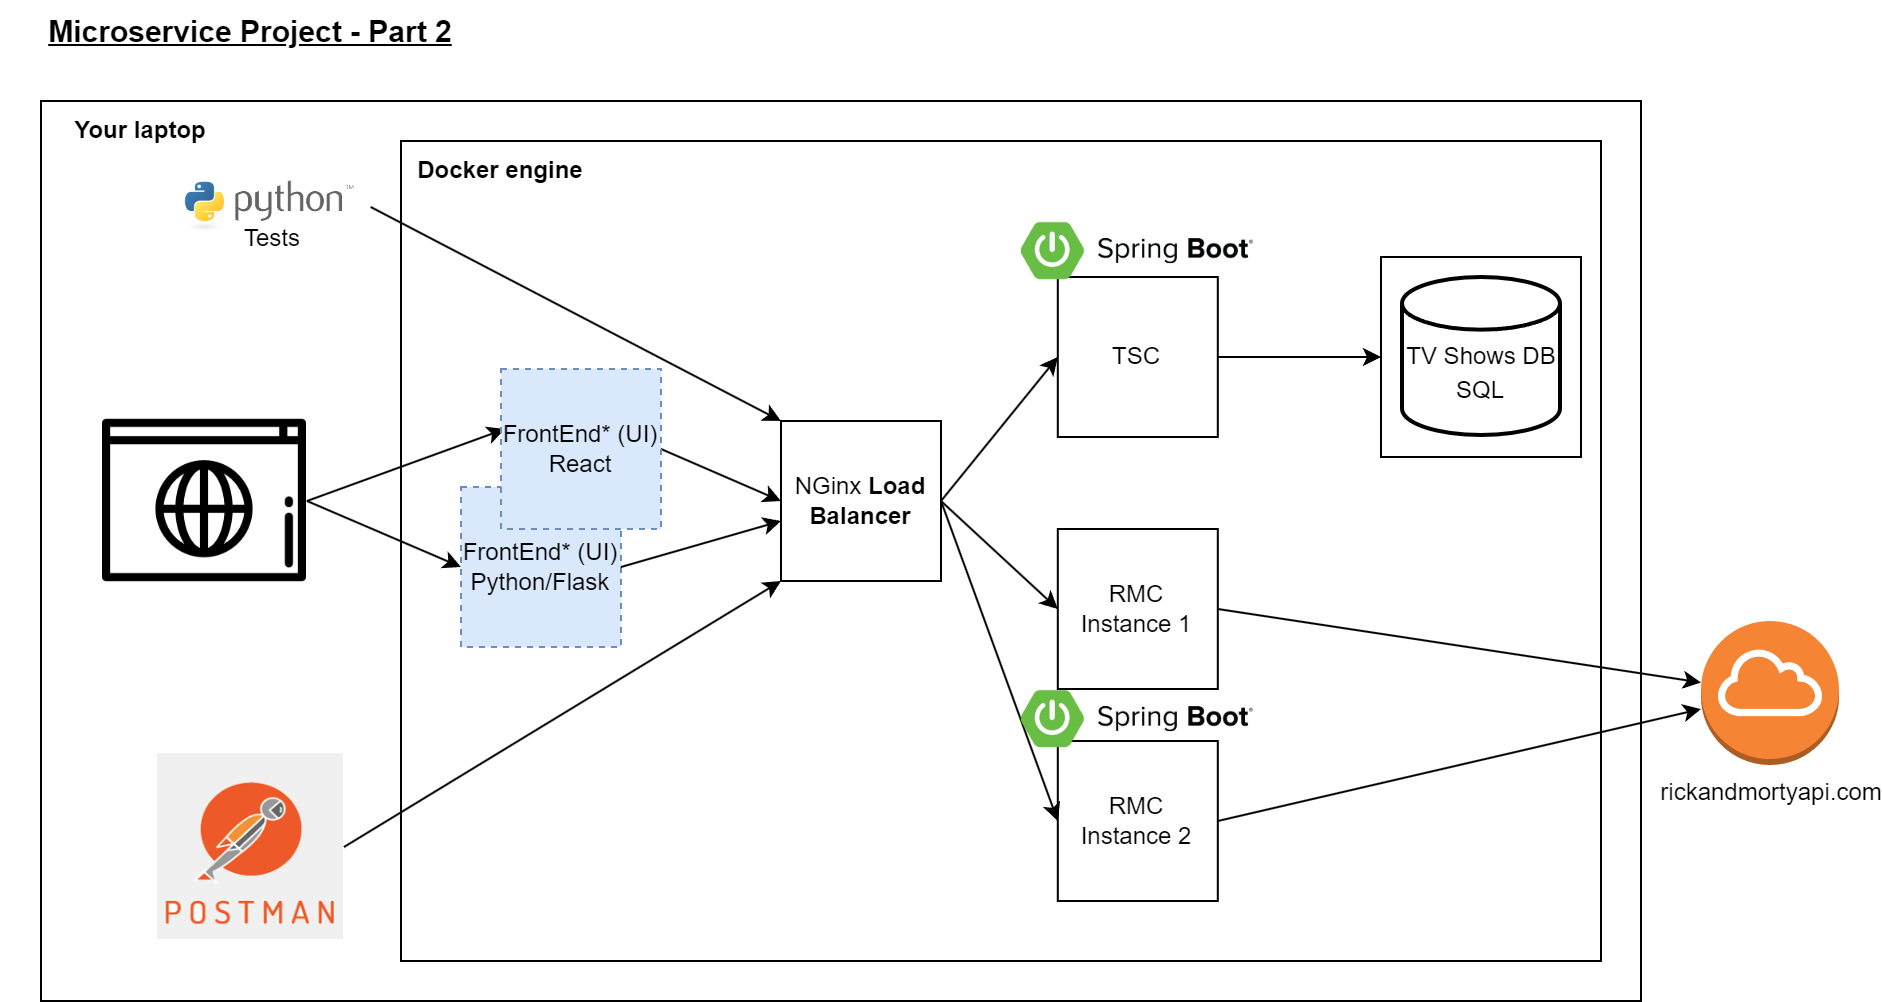 Microservice Project - Part 2
Your laptop
Docker engine
python™
Tests
Spring Boot®
TSC
TV Shows DB
SQL
FrontEnd* (UI)
React
NGinx Load
Balancer
FrontEnd* (UI)
Python/Flask
RMC
Instance 1
Spring Boot®
RMC
Instance 2
rickandmortyapi.com
POSTMAN